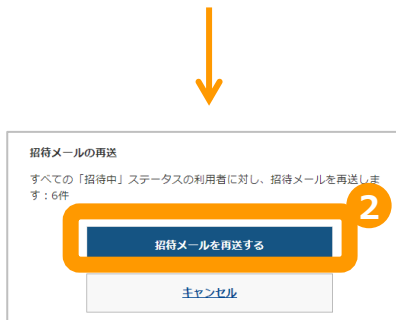 招待メールの再送
すべての「招待中」ステータスの利用者に対し、招待メールを再送しま
す：6件
2
招待メールを再送する
キャンセル